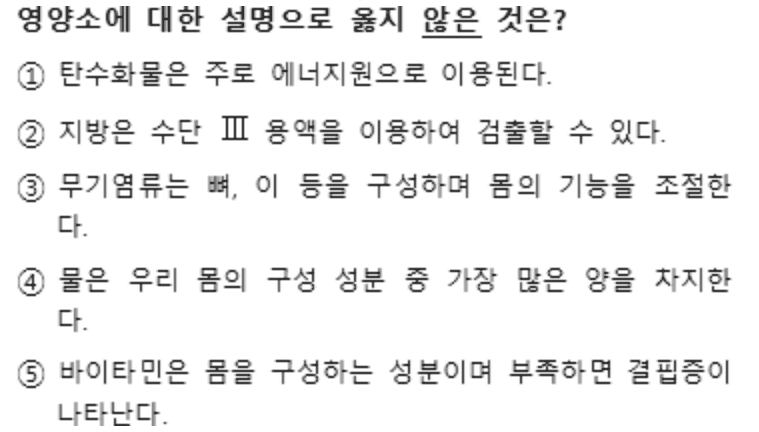 영양소에 대한 설명으로 옳지 않은 것은?
① 탄수화물은 주로 에너지원으로 이용된다.
② 지방은 수단 Ⅲ 용액을 이용하여 검출할 수 있다.
③ 무기염류는 뼈, 이 등을 구성하며 몸의 기능을 조절한
다.
④ 물은 우리 몸의 구성 성분 중 가장 많은 양을 차지한
다.
⑤ 바이타민은 몸을 구성하는 성분이며 부족하면 결핍증이
나타난다.